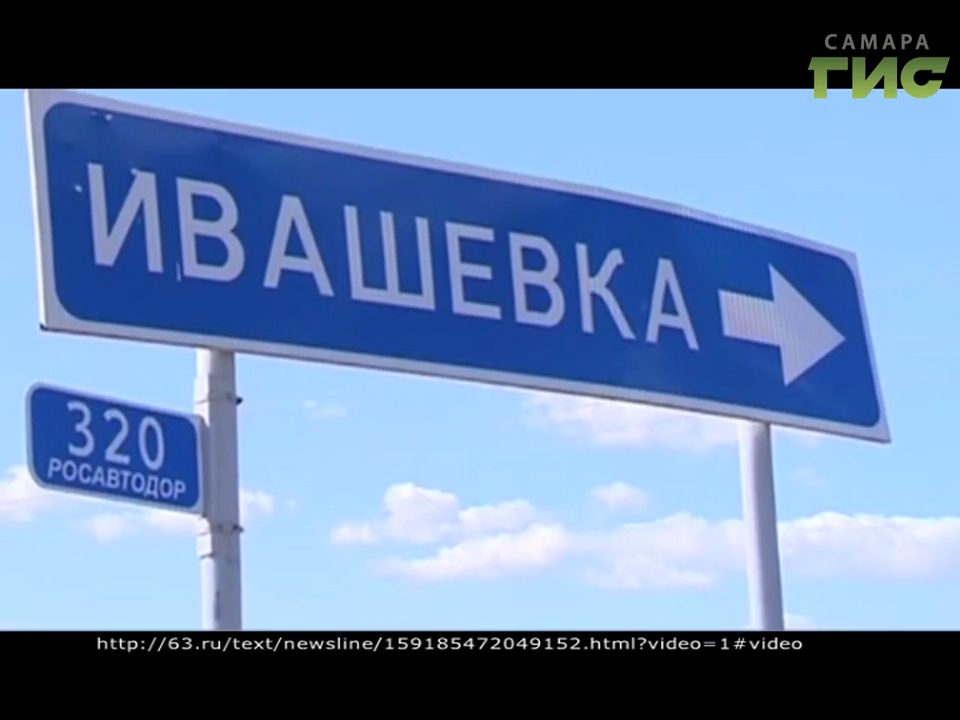 САМАРА
ГИС
ИВАШЕВКА
320
РОСАВТОДОР
http://63.ru/text/newsline/159185472049152.html?video=1#video